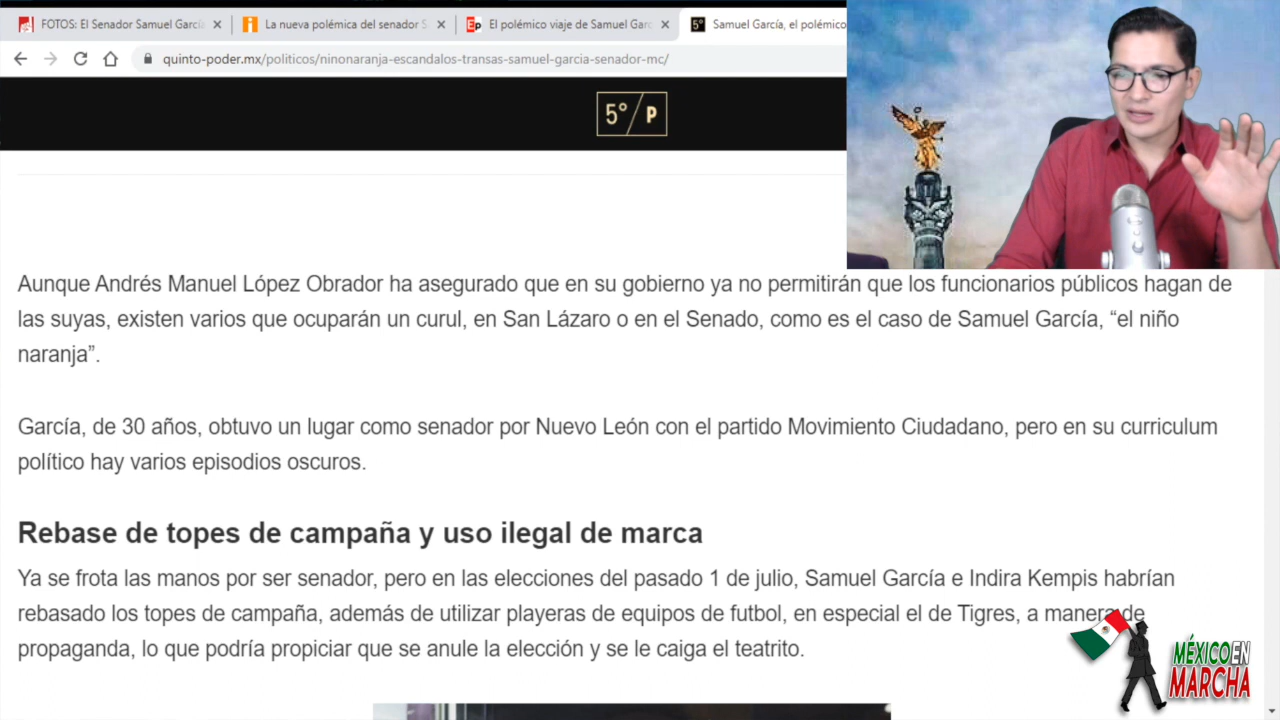 FOTOS: El Senador Samuel Garcí
La nueva polémica del senador S
El polémico viaje de Samuel Garc
Samuel García, el polémico
quinto-poder.mx/politicos/ninonaranja-escandalos-transas-samuel-garcia-senador-mc/
5° P
Aunque Andrés Manuel López Obrador ha asegurado que en su gobierno ya no permitirán que los funcionarios públicos hagan de
las suyas, existen varios que ocuparán un curul, en San Lázaro o en el Senado, como es el caso de Samuel García, “el niño
naranja”.
García, de 30 años, obtuvo un lugar como senador por Nuevo León con el partido Movimiento Ciudadano, pero en su curriculum
político hay varios episodios oscuros.
Rebase de topes de campaña y uso ilegal de marca
Ya se frota las manos por ser senador, pero en las elecciones del pasado 1 de julio, Samuel García e Indira Kempis habrían
rebasado los topes de campaña, además de utilizar playeras de equipos de futbol, en especial el de Tigres, a manera de
propaganda, lo que podría propiciar que se anule la elección y se le caiga el teatrito.
MÉXICO EN
MARCHA